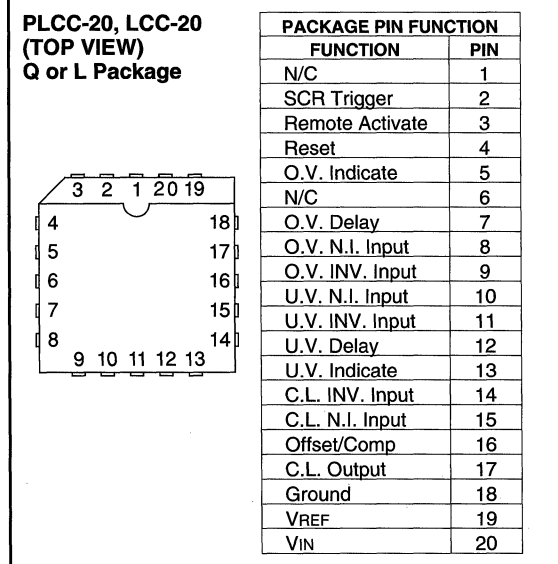 PLCC-20, LCC-20
(TOP VIEW)
Q or L Package
3 2 1 20 19
4 18
5 17
6 16
7 15
8 14
9 10 11 12 13
PACKAGE PIN FUNCTION
FUNCTION PIN
N/C 1
SCR Trigger 2
Remote Activate 3
Reset 4
O.V. Indicate 5
N/C 6
O.V. Delay 7
O.V. N.I. Input 8
O.V. INV. Input 9
U.V. N.I. Input 10
U.V. INV. Input 11
U.V. Delay 12
U.V. Indicate 13
C.L. INV. Input 14
C.L. N.I. Input 15
Offset/Comp 16
C.L. Output 17
Ground 18
VREF 19
VIN 20